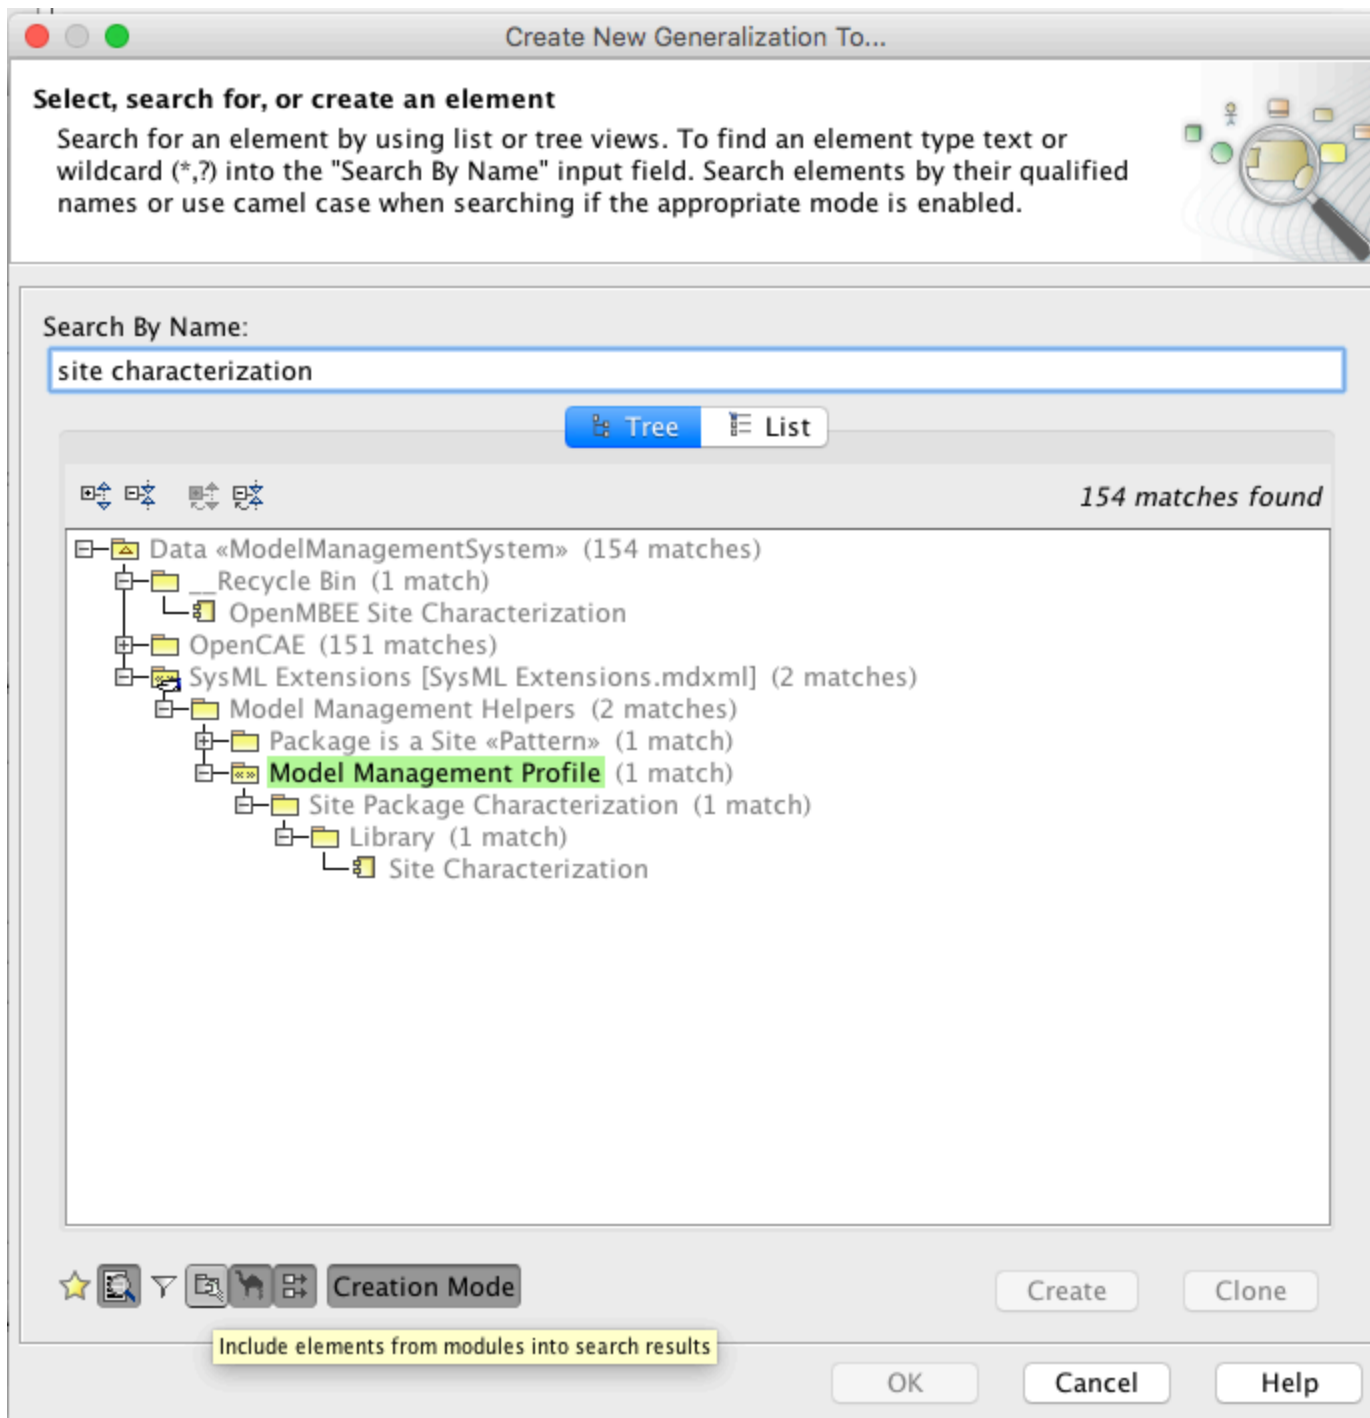 Create New Generalization To...
Select, search for, or create an element
Search for an element by using list or tree views. To find an element type text or
wildcard (*,?) into the "Search By Name" input field. Search elements by their qualified
names or use camel case when searching if the appropriate mode is enabled.
Search By Name:
site characterization
Tree
List
154 matches found
Data «ModelManagementSystem» (154 matches)
__Recycle Bin (1 match)
OpenMBEE Site Characterization
OpenCAE (151 matches)
SysML Extensions [SysML Extensions.mdxml] (2 matches)
Model Management Helpers (2 matches)
Package is a Site «Pattern» (1 match)
Model Management Profile (1 match)
Site Package Characterization (1 match)
Library (1 match)
Site Characterization
Creation Mode
Create
Clone
Include elements from modules into search results
OK
Cancel
Help